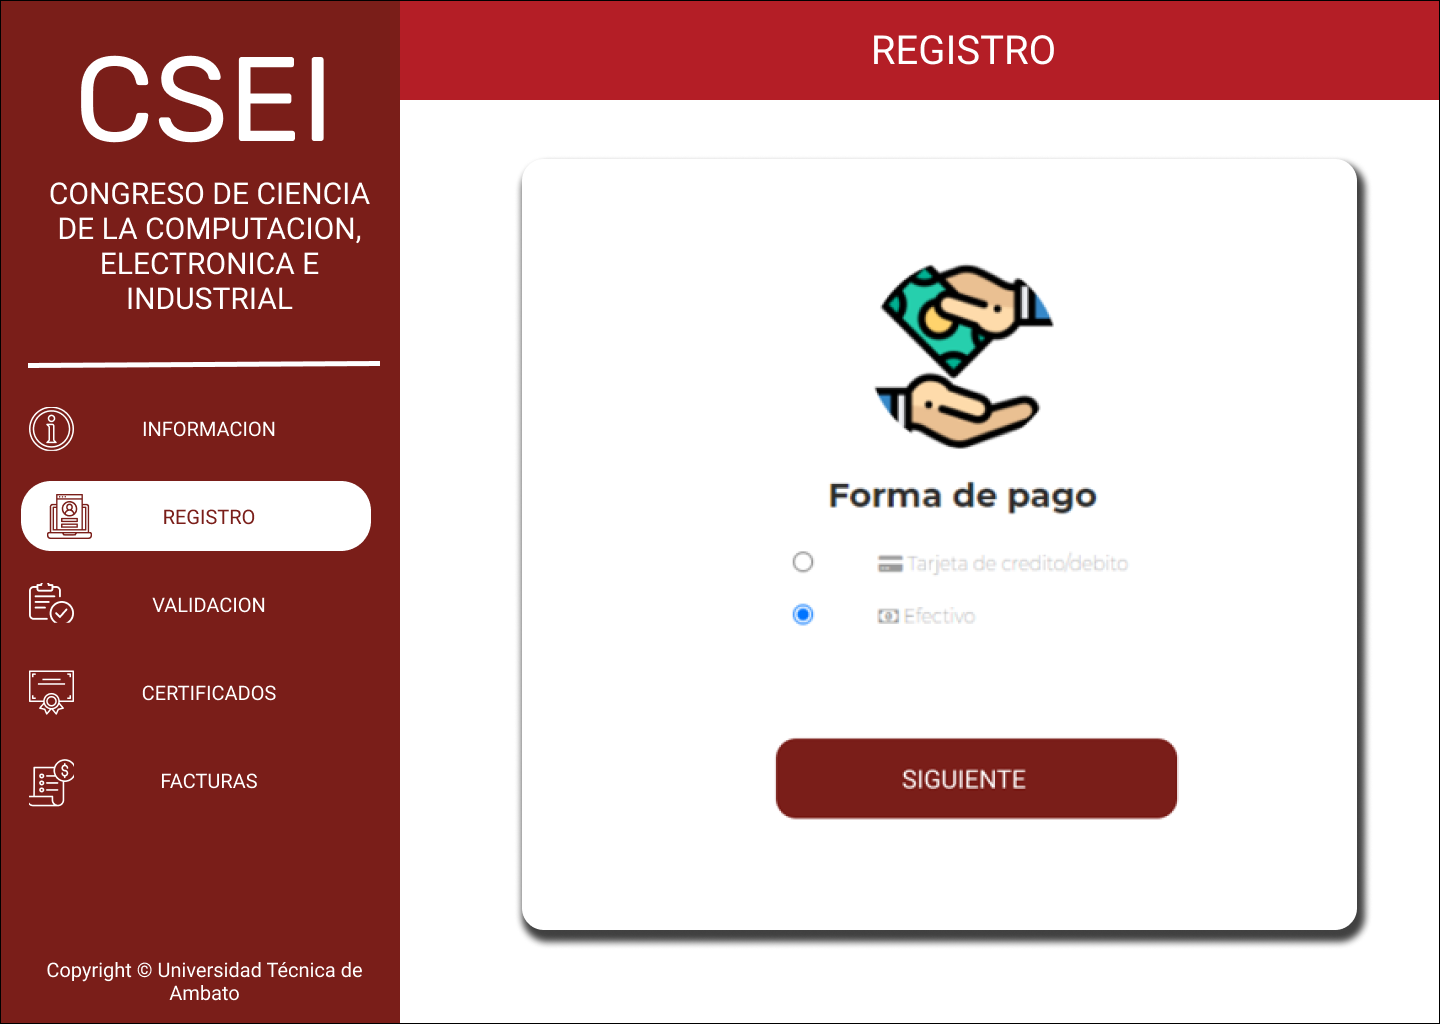 CSEI
CONGRESO DE CIENCIA
DE LA COMPUTACION,
ELECTRONICA E
INDUSTRIAL
INFORMACION
REGISTRO
VALIDACION
CERTIFICADOS
FACTURAS
Copyright © Universidad Técnica de
Ambato
REGISTRO
Forma de pago
Tarjeta de credito/debito
Efectivo
SIGUIENTE